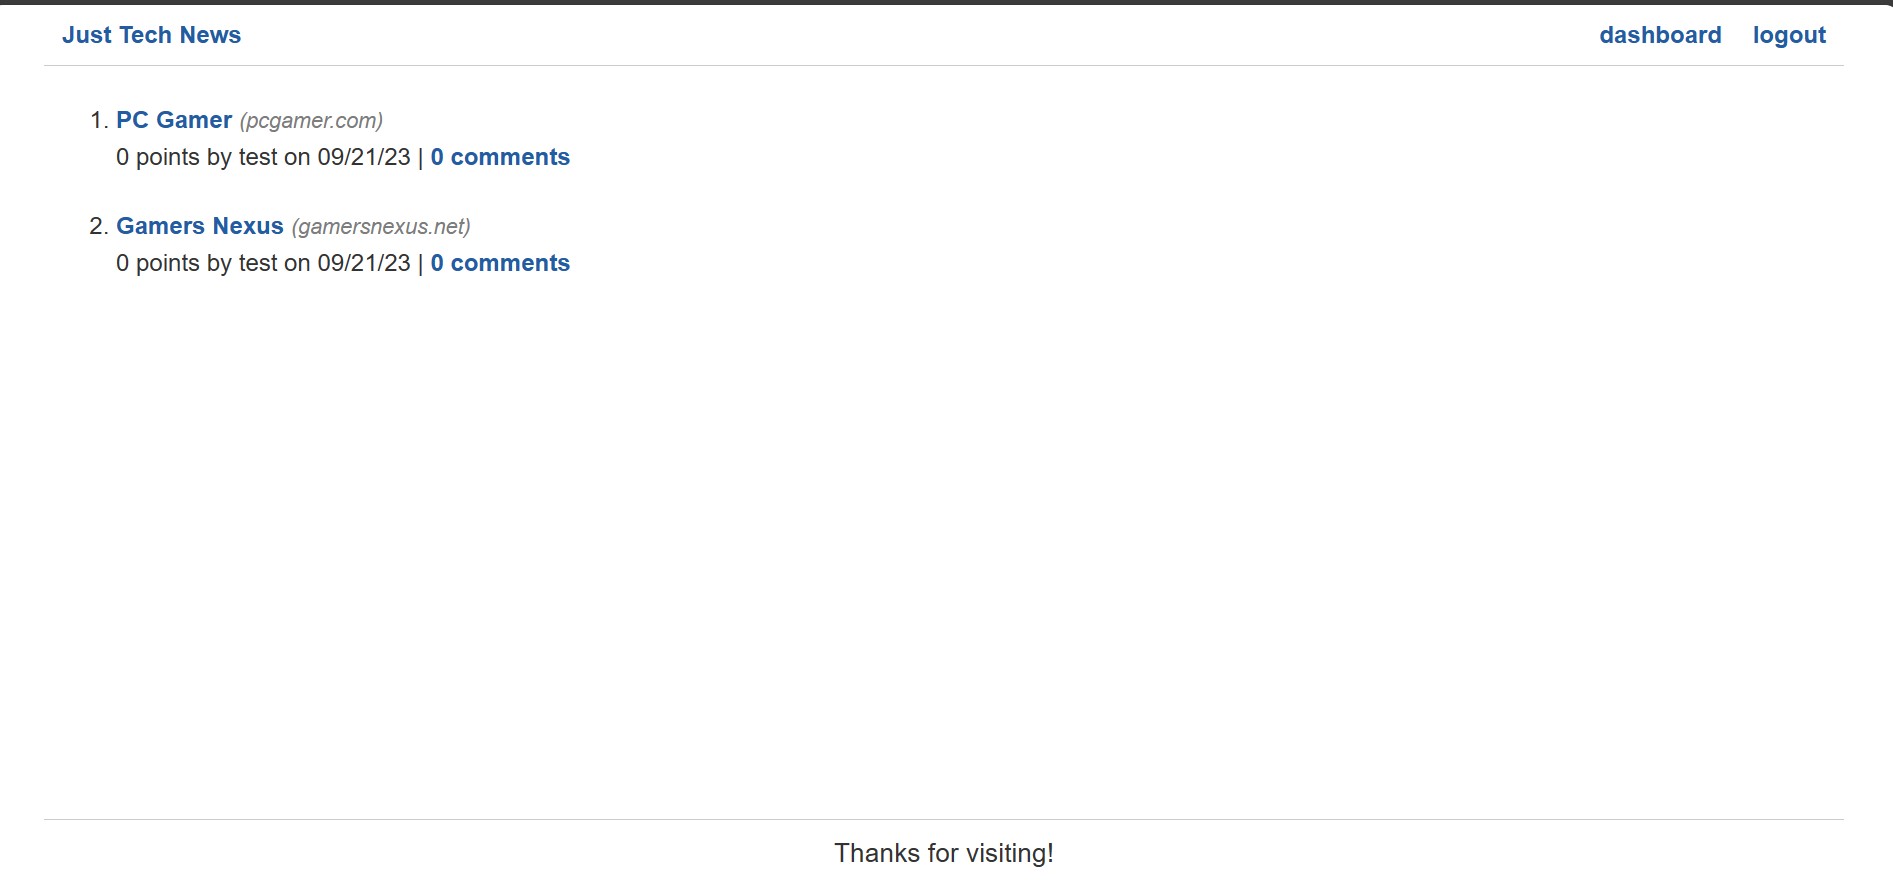 Just Tech News dashboard logout
1. PC Gamer (pcgamer.com)
0 points by test on 09/21/23 | 0 comments
2. Gamers Nexus (gamersnexus.net)
0 points by test on 09/21/23 | 0 comments
Thanks for visiting!